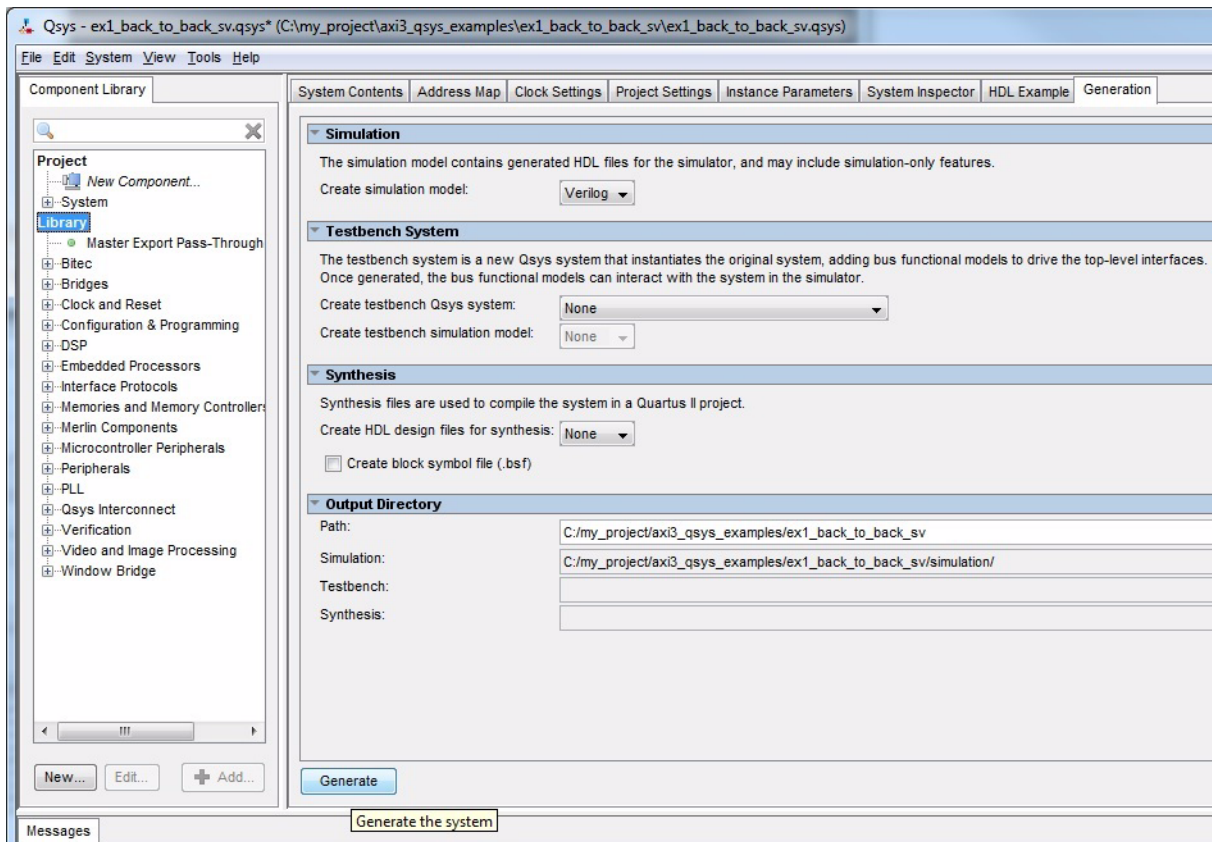 Qsys - ex1_back_to_back_sv.qsys* (C:\my_project\axi3_qsys_examples\ex1_back_to_back_sv\ex1_back_to_back_sv.qsys)
File Edit System View Tools Help
Component Library
Project
New Component...
System
Library
Master Export Pass-Through
Bitec
Bridges
Clock and Reset
Configuration & Programming
DSP
Embedded Processors
Interface Protocols
Memories and Memory Controllers
Merlin Components
Microcontroller Peripherals
Peripherals
PLL
Qsys Interconnect
Verification
Video and Image Processing
Window Bridge
New... Edit... Add...
System Contents Address Map Clock Settings Project Settings Instance Parameters System Inspector HDL Example Generation
Simulation
The simulation model contains generated HDL files for the simulator, and may include simulation-only features.
Create simulation model: Verilog
Testbench System
The testbench system is a new Qsys system that instantiates the original system, adding bus functional models to drive the top-level interfaces.
Once generated, the bus functional models can interact with the system in the simulator.
Create testbench Qsys system: None
Create testbench simulation model: None
Synthesis
Synthesis files are used to compile the system in a Quartus II project.
Create HDL design files for synthesis: None
Create block symbol file (.bsf)
Output Directory
Path: C:/my_project/axi3_qsys_examples/ex1_back_to_back_sv
Simulation: C:/my_project/axi3_qsys_examples/ex1_back_to_back_sv/simulation/
Testbench:
Synthesis:
Generate
Generate the system
Messages